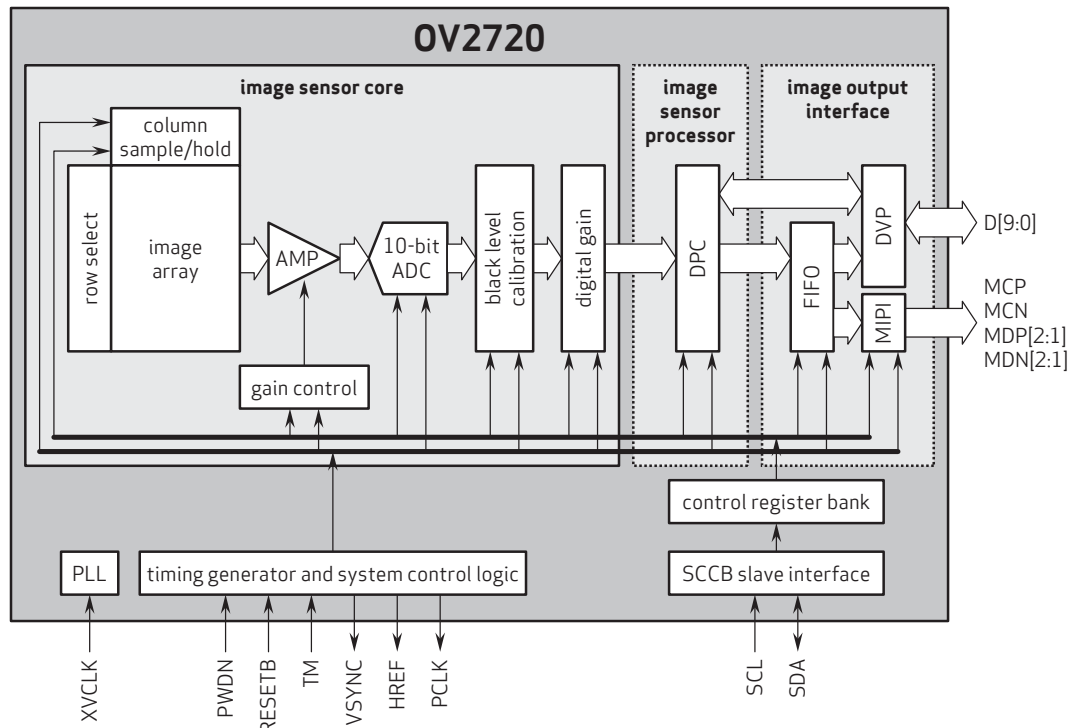 OV2720
image sensor core
image
sensor
processor
image output
interface
column
sample/hold
row select
image
array
AMP
10-bit
ADC
black level
calibration
digital gain
DPC
FIFO
DVP
MIPI
D[9:0]
MCP
MCN
MDP[2:1]
MDN[2:1]
gain control
control register bank
PLL
timing generator and system control logic
SCCB slave interface
XVCLK
PWDN
RESETB
TM
VSYNC
HREF
PCLK
SCL
SDA